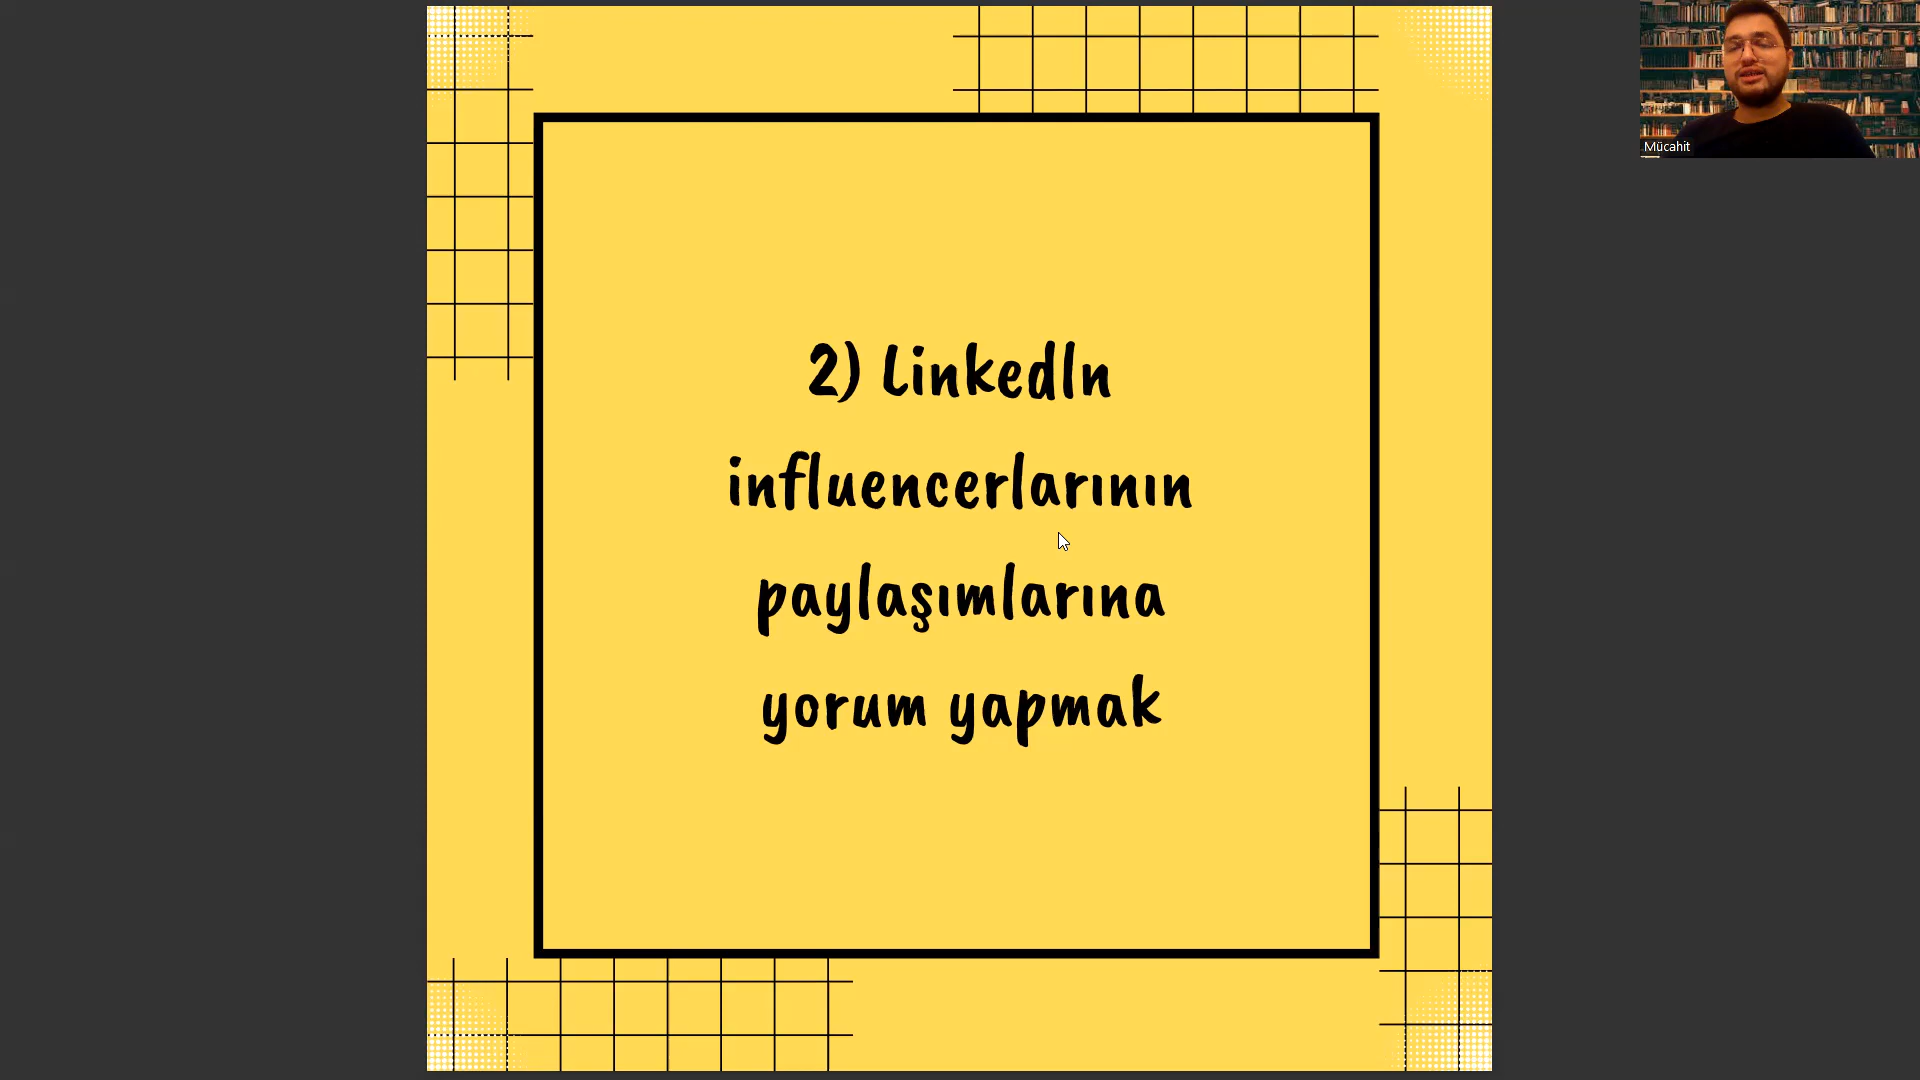 2) LinkedIn
influencerlarının
paylaşımlarına
yorum yapmak
Mücahit